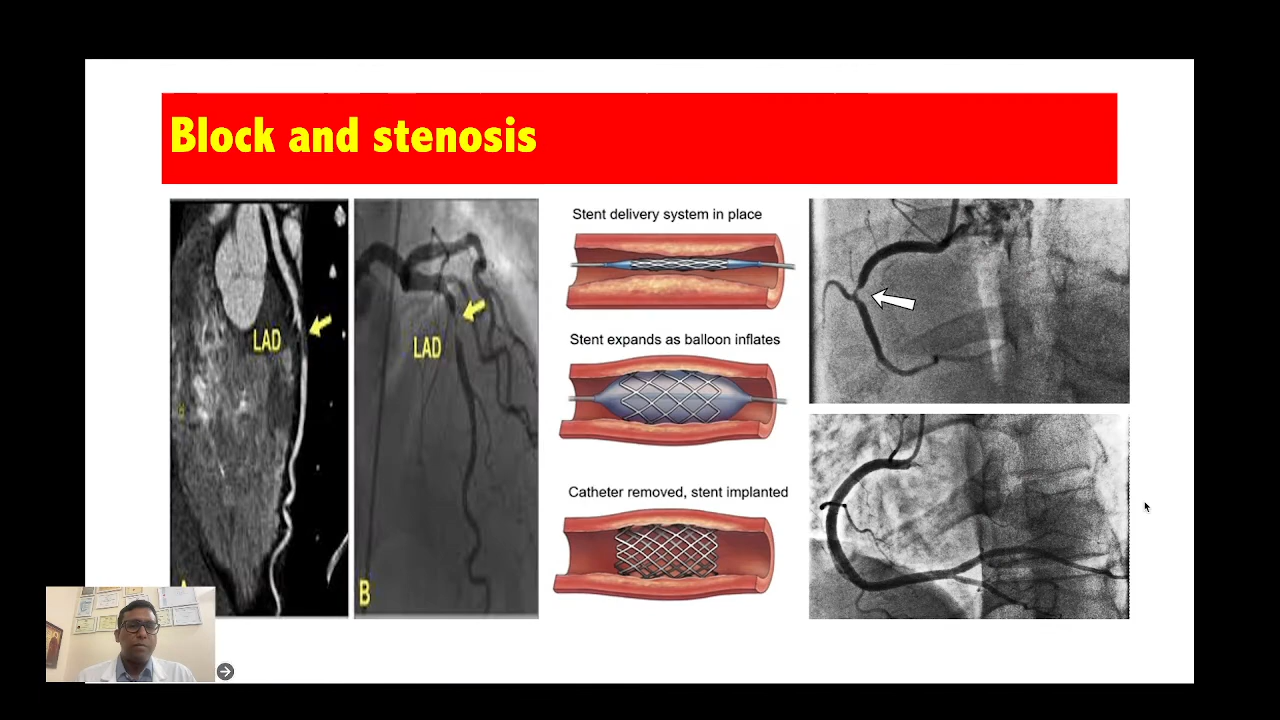 Block and stenosis
LAD
LAD
B
Stent delivery system in place
Stent expands as balloon inflates
Catheter removed, stent implanted